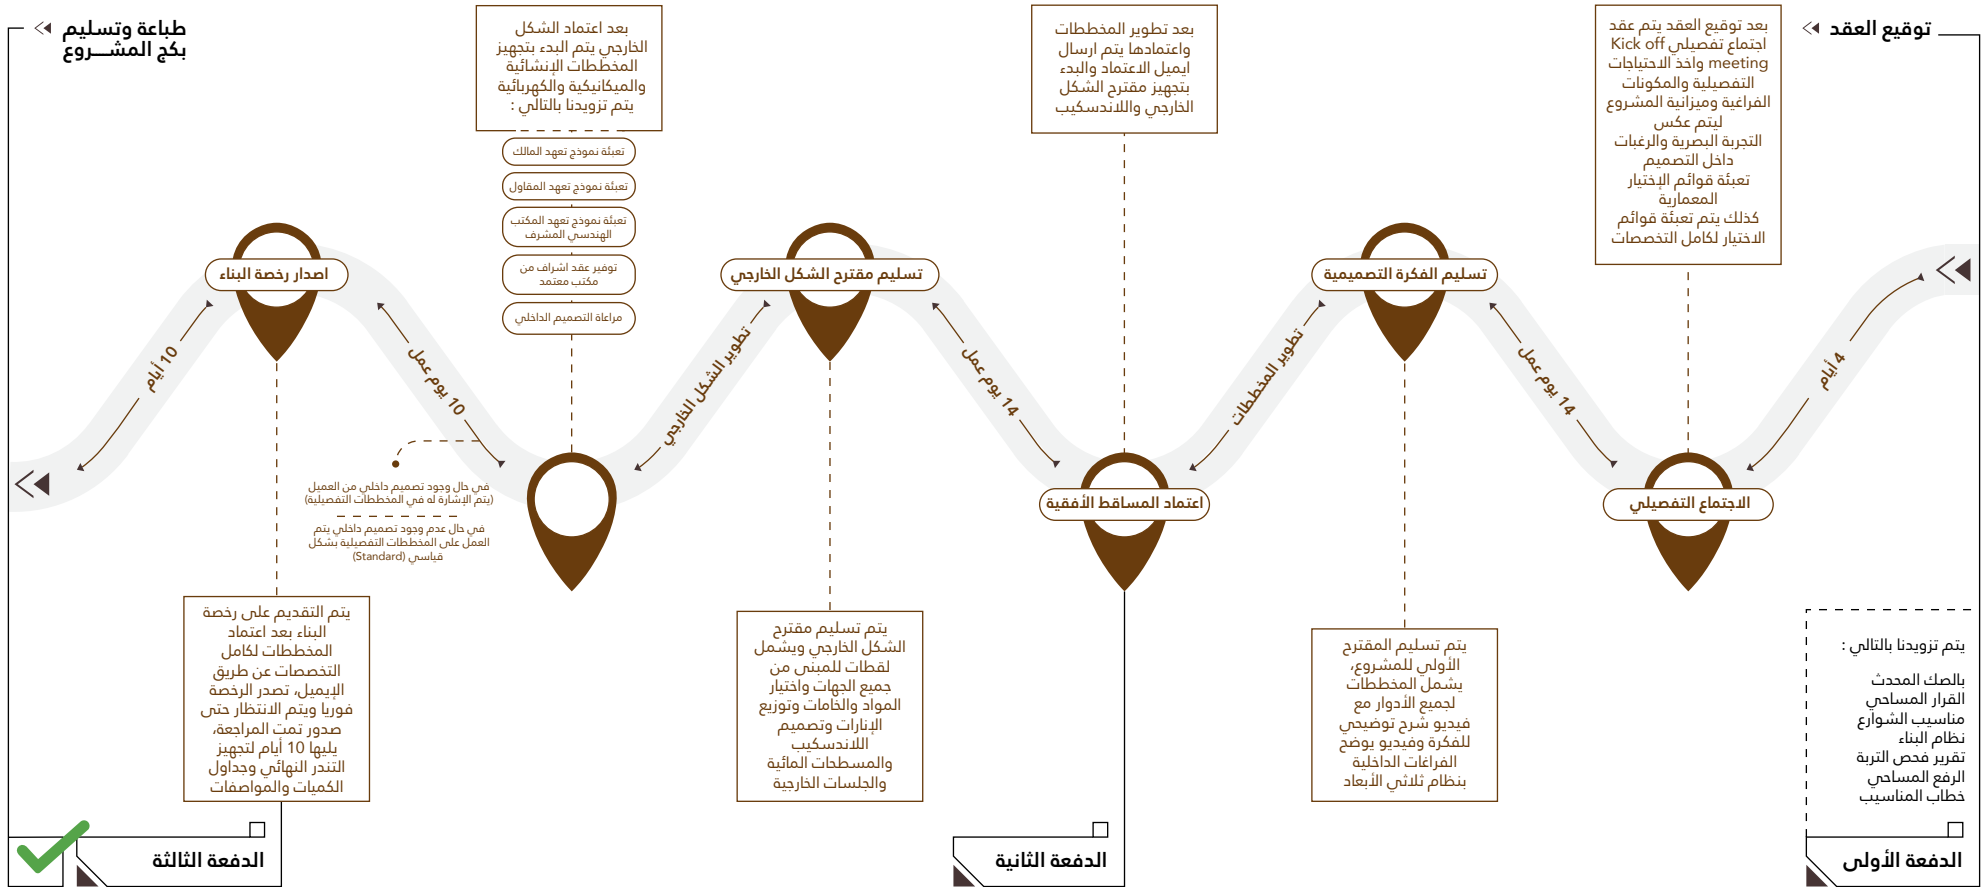 توقيع العقد
بعد توقيع العقد يتم عقد
اجتماع تفصيلي Kick off
meeting واخذ الاحتياجات
التفصيلية والمكونات
الفراغية وميزانية المشروع
ليتم عكس
التجربة البصرية والرغبات
داخل التصميم
تعبئة قوائم الإختيار
المعمارية
كذلك يتم تعبئة قوائم
الاختيار لكامل التخصصات
4 أيام
الاجتماع التفصيلي
يتم تزويدنا بالتالي :
بالصك المحدث
القرار المساحي
مناسيب الشوارع
نظام البناء
تقرير فحص التربة
الرفع المساحي
خطاب المناسيب
الدفعة الأولى
14 يوم عمل
تسليم الفكرة التصميمية
يتم تسليم المقترح
الأولي للمشروع،
يشمل المخططات
لجميع الأدوار مع
فيديو شرح توضيحي
للفكرة وفيديو يوضح
الفراغات الداخلية
بنظام ثلاثي الأبعاد
تطوير المخططات
بعد تطوير المخططات
واعتمادها يتم ارسال
ايميل الاعتماد والبدء
بتجهيز مقترح الشكل
الخارجي واللاندسكيب
اعتماد المساقط الأفقية
الدفعة الثانية
14 يوم عمل
تسليم مقترح الشكل الخارجي
يتم تسليم مقترح
الشكل الخارجي ويشمل
لقطات للمبنى من
جميع الجهات واختيار
المواد والخامات وتوزيع
الإنارات وتصميم
اللاندسكيب
والمسطحات المائية
والجلسات الخارجية
تطوير الشكل الخارجي
بعد اعتماد الشكل
الخارجي يتم البدء بتجهيز
المخططات الإنشائية
والميكانيكية والكهربائية
يتم تزويدنا بالتالي :
تعبئة نموذج تعهد المالك
تعبئة نموذج تعهد المقاول
تعبئة نموذج تعهد المكتب
الهندسي المشرف
توفير عقد اشراف من
مكتب معتمد
مراعاة التصميم الداخلي
10 يوم عمل
في حال وجود تصميم داخلي من العميل
(يتم الإشارة له في المخططات التفصيلية)
في حال عدم وجود تصميم داخلي يتم
العمل على المخططات التفصيلية بشكل
قياسي (Standard)
اصدار رخصة البناء
يتم التقديم على رخصة
البناء بعد اعتماد
المخططات لكامل
التخصصات عن طريق
الإيميل، تصدر الرخصة
فوريا ويتم الانتظار حتى
صدور تمت المراجعة،
يليها 10 أيام لتجهيز
التندر النهائي وجداول
الكميات والمواصفات
الدفعة الثالثة
10 أيام
طباعة وتسليم
بكج المشـــروع